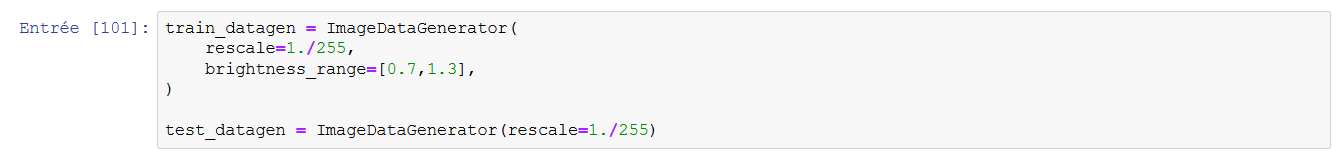 Entrée [101]: train_datagen = ImageDataGenerator(
    rescale=1./255,
    brightness_range=[0.7,1.3],
)

test_datagen = ImageDataGenerator(rescale=1./255)